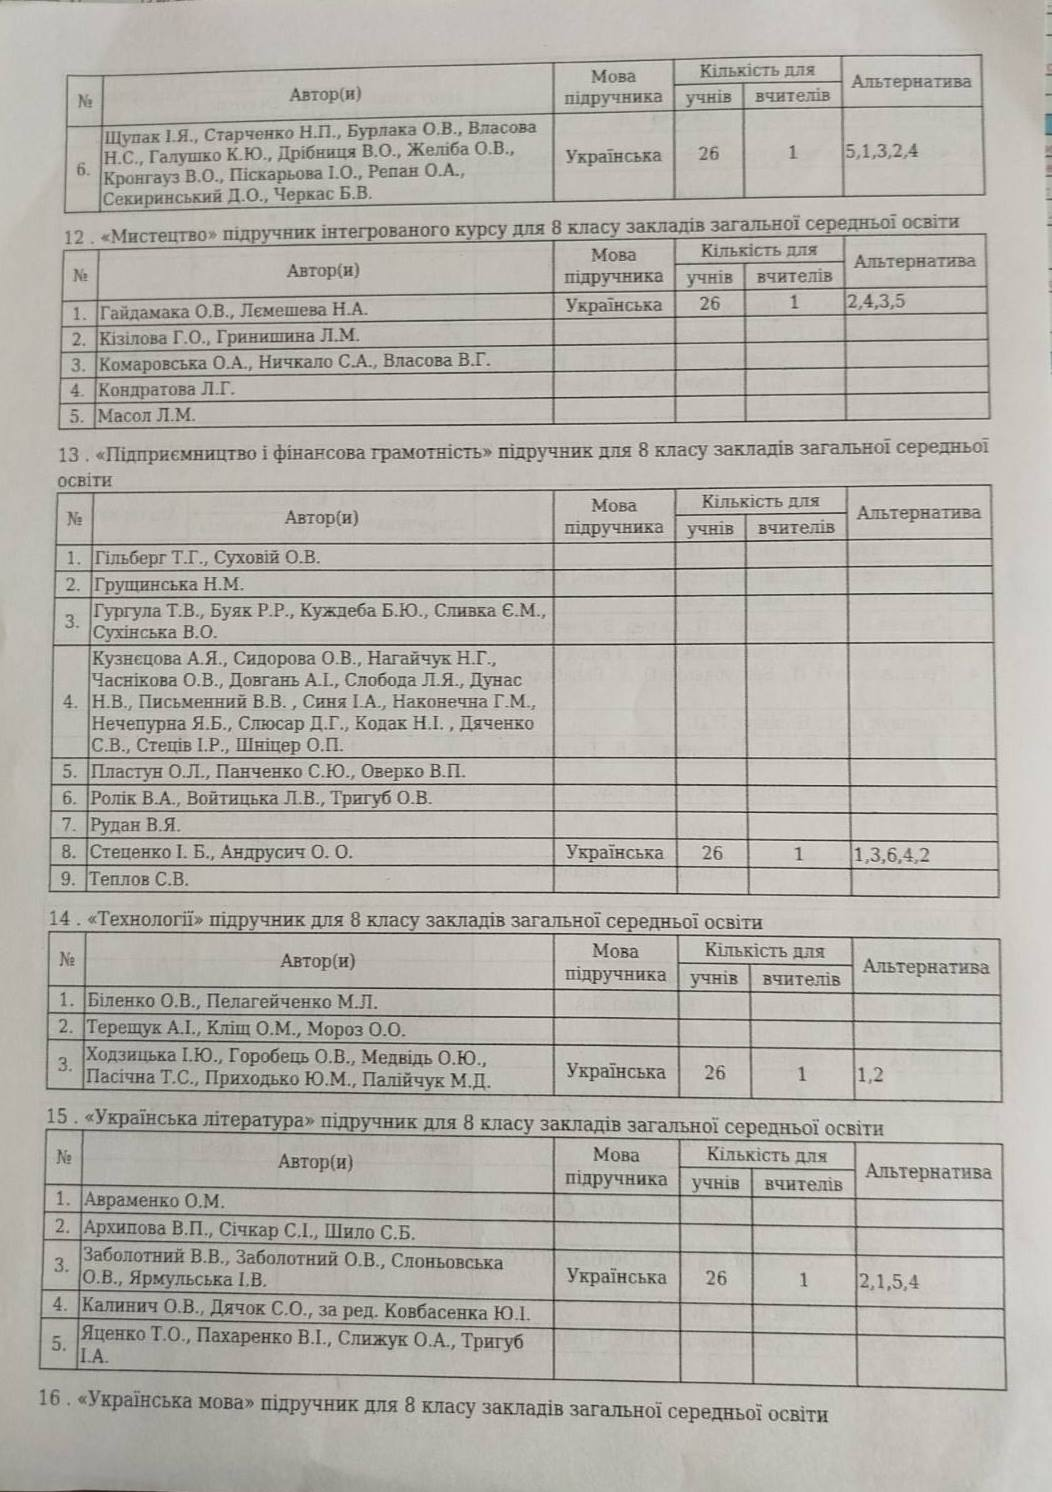 № Автор(и) Мова підручника Кількість для Альтернатива
учнів вчителів
6. Щупак І.Я., Старченко Н.П., Бурлака О.В., Власова
Н.С., Галушко К.Ю., Дрібниця В.О., Желіба О.В.,
Кронгауз В.О., Піскарьова І.О., Репан О.А.,
Секиринський Д.О., Черкас Б.В. Українська 26 1 5,1,3,2,4
12 . «Мистецтво» підручник інтегрованого курсу для 8 класу закладів загальної середньої освіти
№ Автор(и) Мова підручника Кількість для Альтернатива
учнів вчителів
1. Гайдамака О.В., Лємешева Н.А. Українська 26 1 2,4,3,5
2. Кізілова Г.О., Гринишина Л.М.
3. Комаровська О.А., Ничкало С.А., Власова В.Г.
4. Кондратова Л.Г.
5. Масол Л.М.
13 . «Підприємництво і фінансова грамотність» підручник для 8 класу закладів загальної середньої
освіти
№ Автор(и) Мова підручника Кількість для Альтернатива
учнів вчителів
1. Гільберг Т.Г., Суховій О.В.
2. Грущинська Н.М.
3. Гургула Т.В., Буяк Р.Р., Куждеба Б.Ю., Сливка Є.М.,
Сухінська В.О.
4. Кузнєцова А.Я., Сидорова О.В., Нагайчук Н.Г.,
Часнікова О.В., Довгань А.І., Слобода Л.Я., Дунас
Н.В., Письменний В.В. , Синя І.А., Наконечна Г.М.,
Нечепурна Я.Б., Слюсар Д.Г., Кодак Н.І. , Дяченко
С.В., Стеців І.Р., Шніцер О.П.
5. Пластун О.Л., Панченко С.Ю., Оверко В.П.
6. Ролік В.А., Войтицька Л.В., Тригуб О.В.
7. Рудан В.Я.
8. Стеценко І. Б., Андрусич О. О. Українська 26 1 1,3,6,4,2
9. Теплов С.В.
14 . «Технології» підручник для 8 класу закладів загальної середньої освіти
№ Автор(и) Мова підручника Кількість для Альтернатива
учнів вчителів
1. Біленко О.В., Пелагейченко М.Л.
2. Терещук А.І., Кліщ О.М., Мороз О.О.
3. Ходзицька І.Ю., Горобець О.В., Медвідь О.Ю.,
Пасічна Т.С., Приходько Ю.М., Палійчук М.Д. Українська 26 1 1,2
15 . «Українська література» підручник для 8 класу закладів загальної середньої освіти
№ Автор(и) Мова підручника Кількість для Альтернатива
учнів вчителів
1. Авраменко О.М.
2. Архипова В.П., Січкар С.І., Шило С.Б.
3. Заболотний В.В., Заболотний О.В., Слоньовська
О.В., Ярмульська І.В. Українська 26 1 2,1,5,4
4. Калинич О.В., Дячок С.О., за ред. Ковбасенка Ю.І.
5. Яценко Т.О., Пахаренко В.І., Слижук О.А., Тригуб
І.А.
16 . «Українська мова» підручник для 8 класу закладів загальної середньої освіти